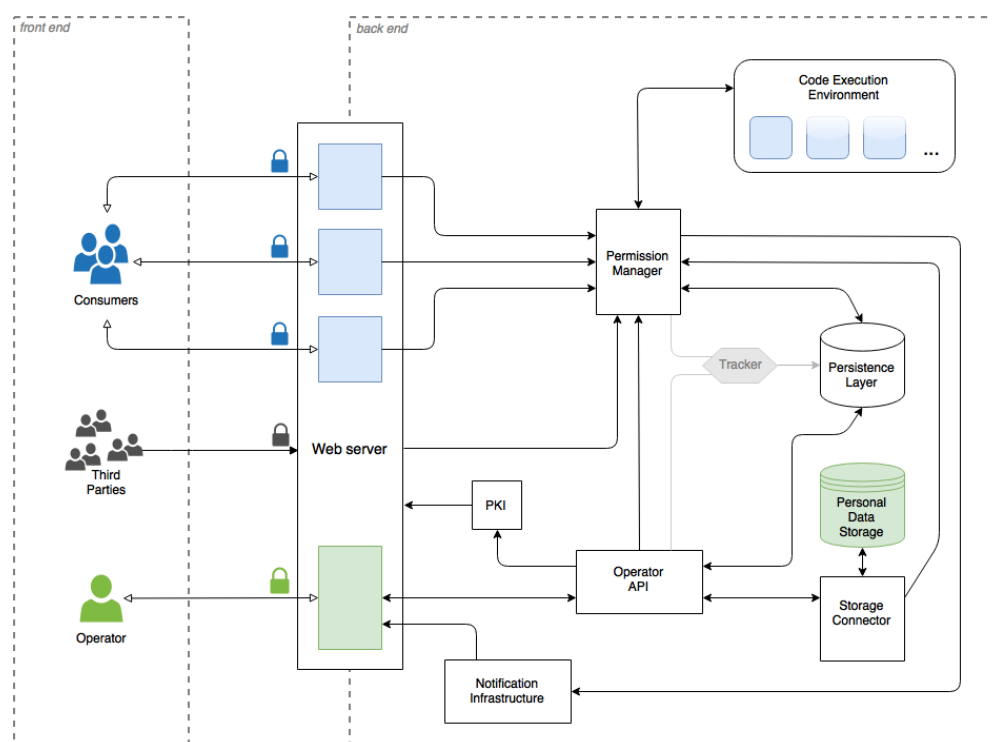 front end
back end
Code Execution
Environment
...
Permission
Manager
Consumers
Tracker
Persistence
Layer
Web server
Third
Parties
PKI
Personal
Data
Storage
Operator
API
Storage
Connector
Operator
Notification
Infrastructure